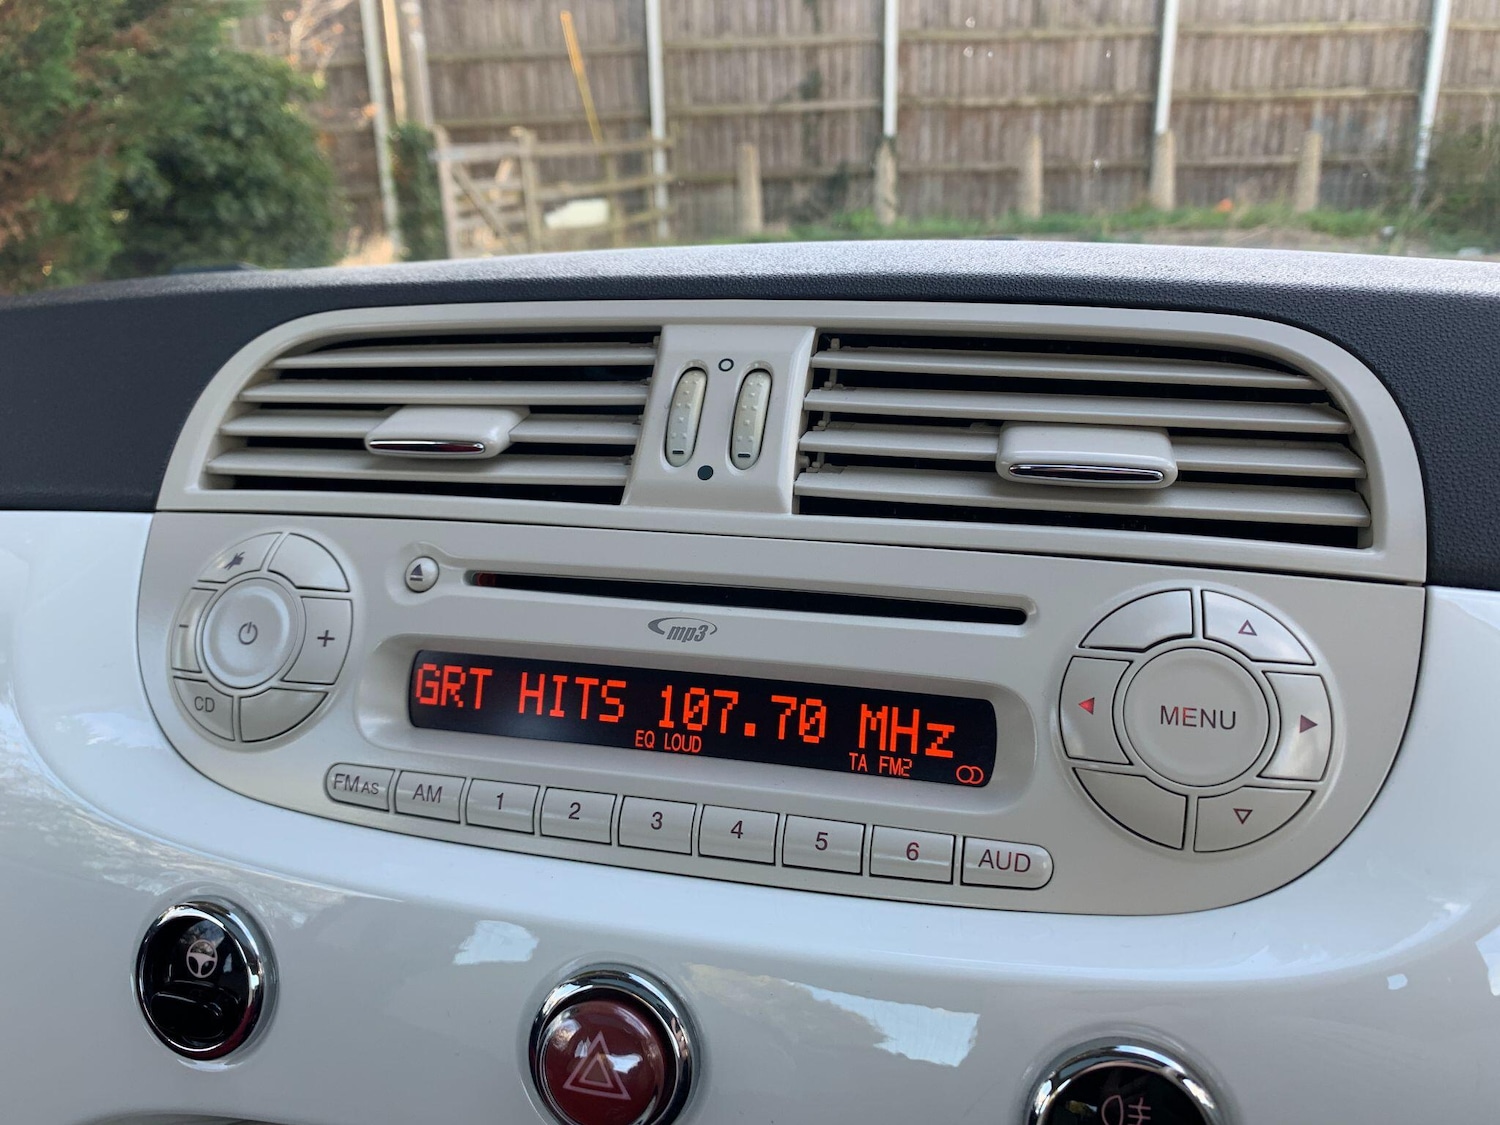 mp3
GRT HITS 107.70 MHz
EQ LOUD TA FM2
CD
MENU
FM AS AM 1 2 3 4 5 6 AUD